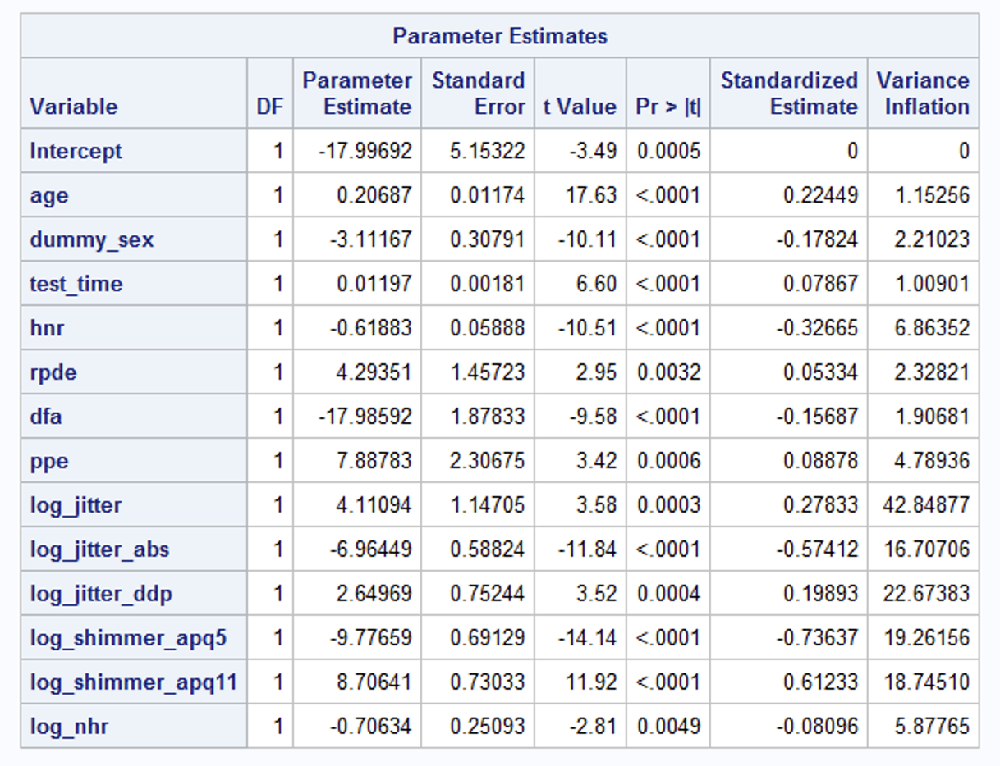 Parameter Estimates
Variable DF Parameter Estimate Standard Error t Value Pr > |t| Standardized Estimate Variance Inflation
Intercept 1 -17.99692 5.15322 -3.49 0.0005 0 0
age 1 0.20687 0.01174 17.63 <.0001 0.22449 1.15256
dummy_sex 1 -3.11167 0.30791 -10.11 <.0001 -0.17824 2.21023
test_time 1 0.01197 0.00181 6.60 <.0001 0.07867 1.00901
hnr 1 -0.61883 0.05888 -10.51 <.0001 -0.32665 6.86352
rpde 1 4.29351 1.45723 2.95 0.0032 0.05334 2.32821
dfa 1 -17.98592 1.87833 -9.58 <.0001 -0.15687 1.90681
ppe 1 7.88783 2.30675 3.42 0.0006 0.08878 4.78936
log_jitter 1 4.11094 1.14705 3.58 0.0003 0.27833 42.84877
log_jitter_abs 1 -6.96449 0.58824 -11.84 <.0001 -0.57412 16.70706
log_jitter_ddp 1 2.64969 0.75244 3.52 0.0004 0.19893 22.67383
log_shimmer_apq5 1 -9.77659 0.69129 -14.14 <.0001 -0.73637 19.26156
log_shimmer_apq11 1 8.70641 0.73033 11.92 <.0001 0.61233 18.74510
log_nhr 1 -0.70634 0.25093 -2.81 0.0049 -0.08096 5.87765